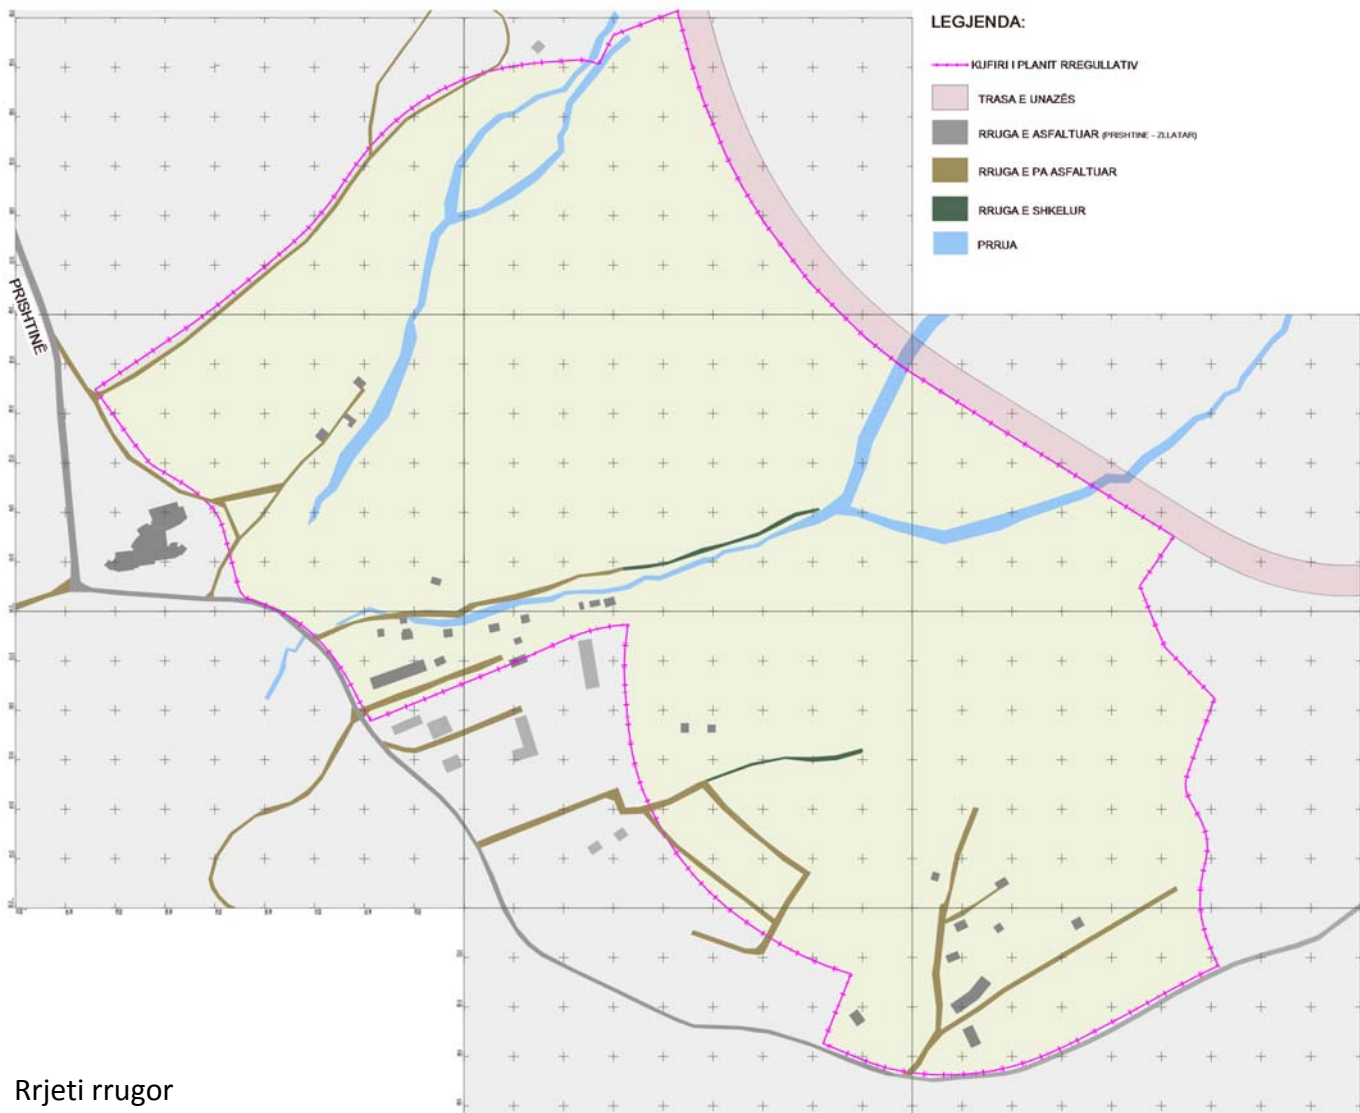 LEGJENDA:
KUFIRI I PLANIT RREGULLATIV
TRASA E UNAZËS
RRUGA E ASFALTUAR (PRISHTINE - ZLLATAR)
RRUGA E PA ASFALTUAR
RRUGA E SHKELUR
PRRUA
PRISHTINË
Rrjeti rrugor